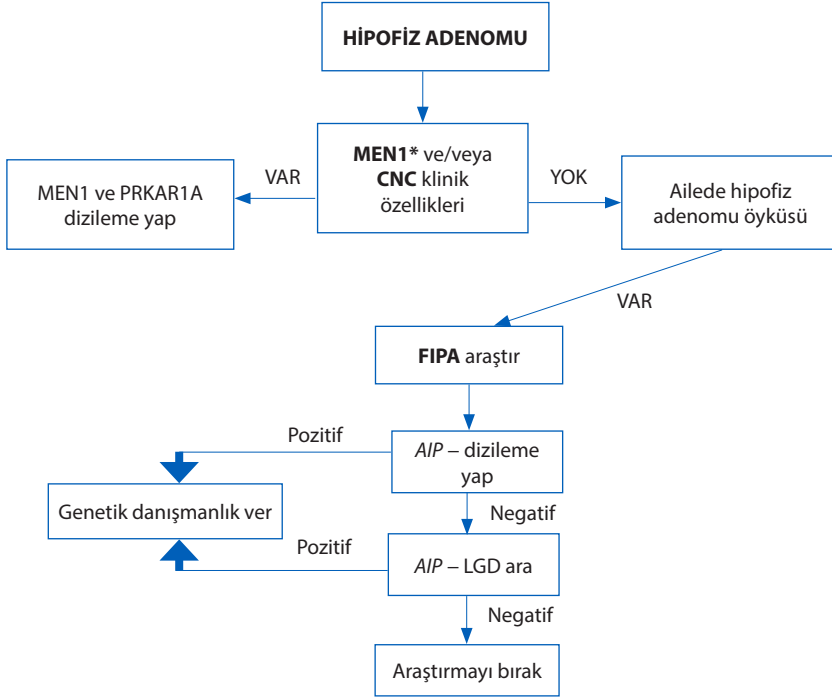 HİPOFİZ ADENOMU
MEN1* ve/veya
CNC klinik
özellikleri
VAR
MEN1 ve PRKAR1A
dizileme yap
YOK
Ailede hipofiz
adenomu öyküsü
VAR
FIPA araştır
AIP – dizileme
yap
Pozitif
Genetik danışmanlık ver
Negatif
AIP – LGD ara
Pozitif
Negatif
Araştırmayı bırak